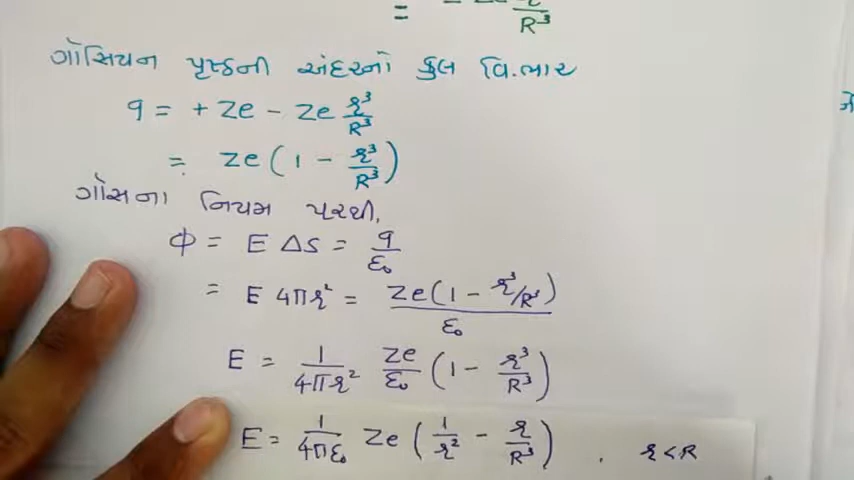 = r/R³
ગૉસિયન પૃષ્ઠની અંદરનો કુલ વિ.ભાર
q = + Ze - Ze r³/R³
= Ze (1 - r³/R³)
ગૉસના નિયમ પરથી,
Φ = E ΔS = q/ε₀
= E 4πr² = Ze (1 - r³/R³) / ε₀
E = 1/4πr² Ze/ε₀ (1 - r³/R³)
E = 1/4πε₀ Ze (1/r² - r/R³) , r < R